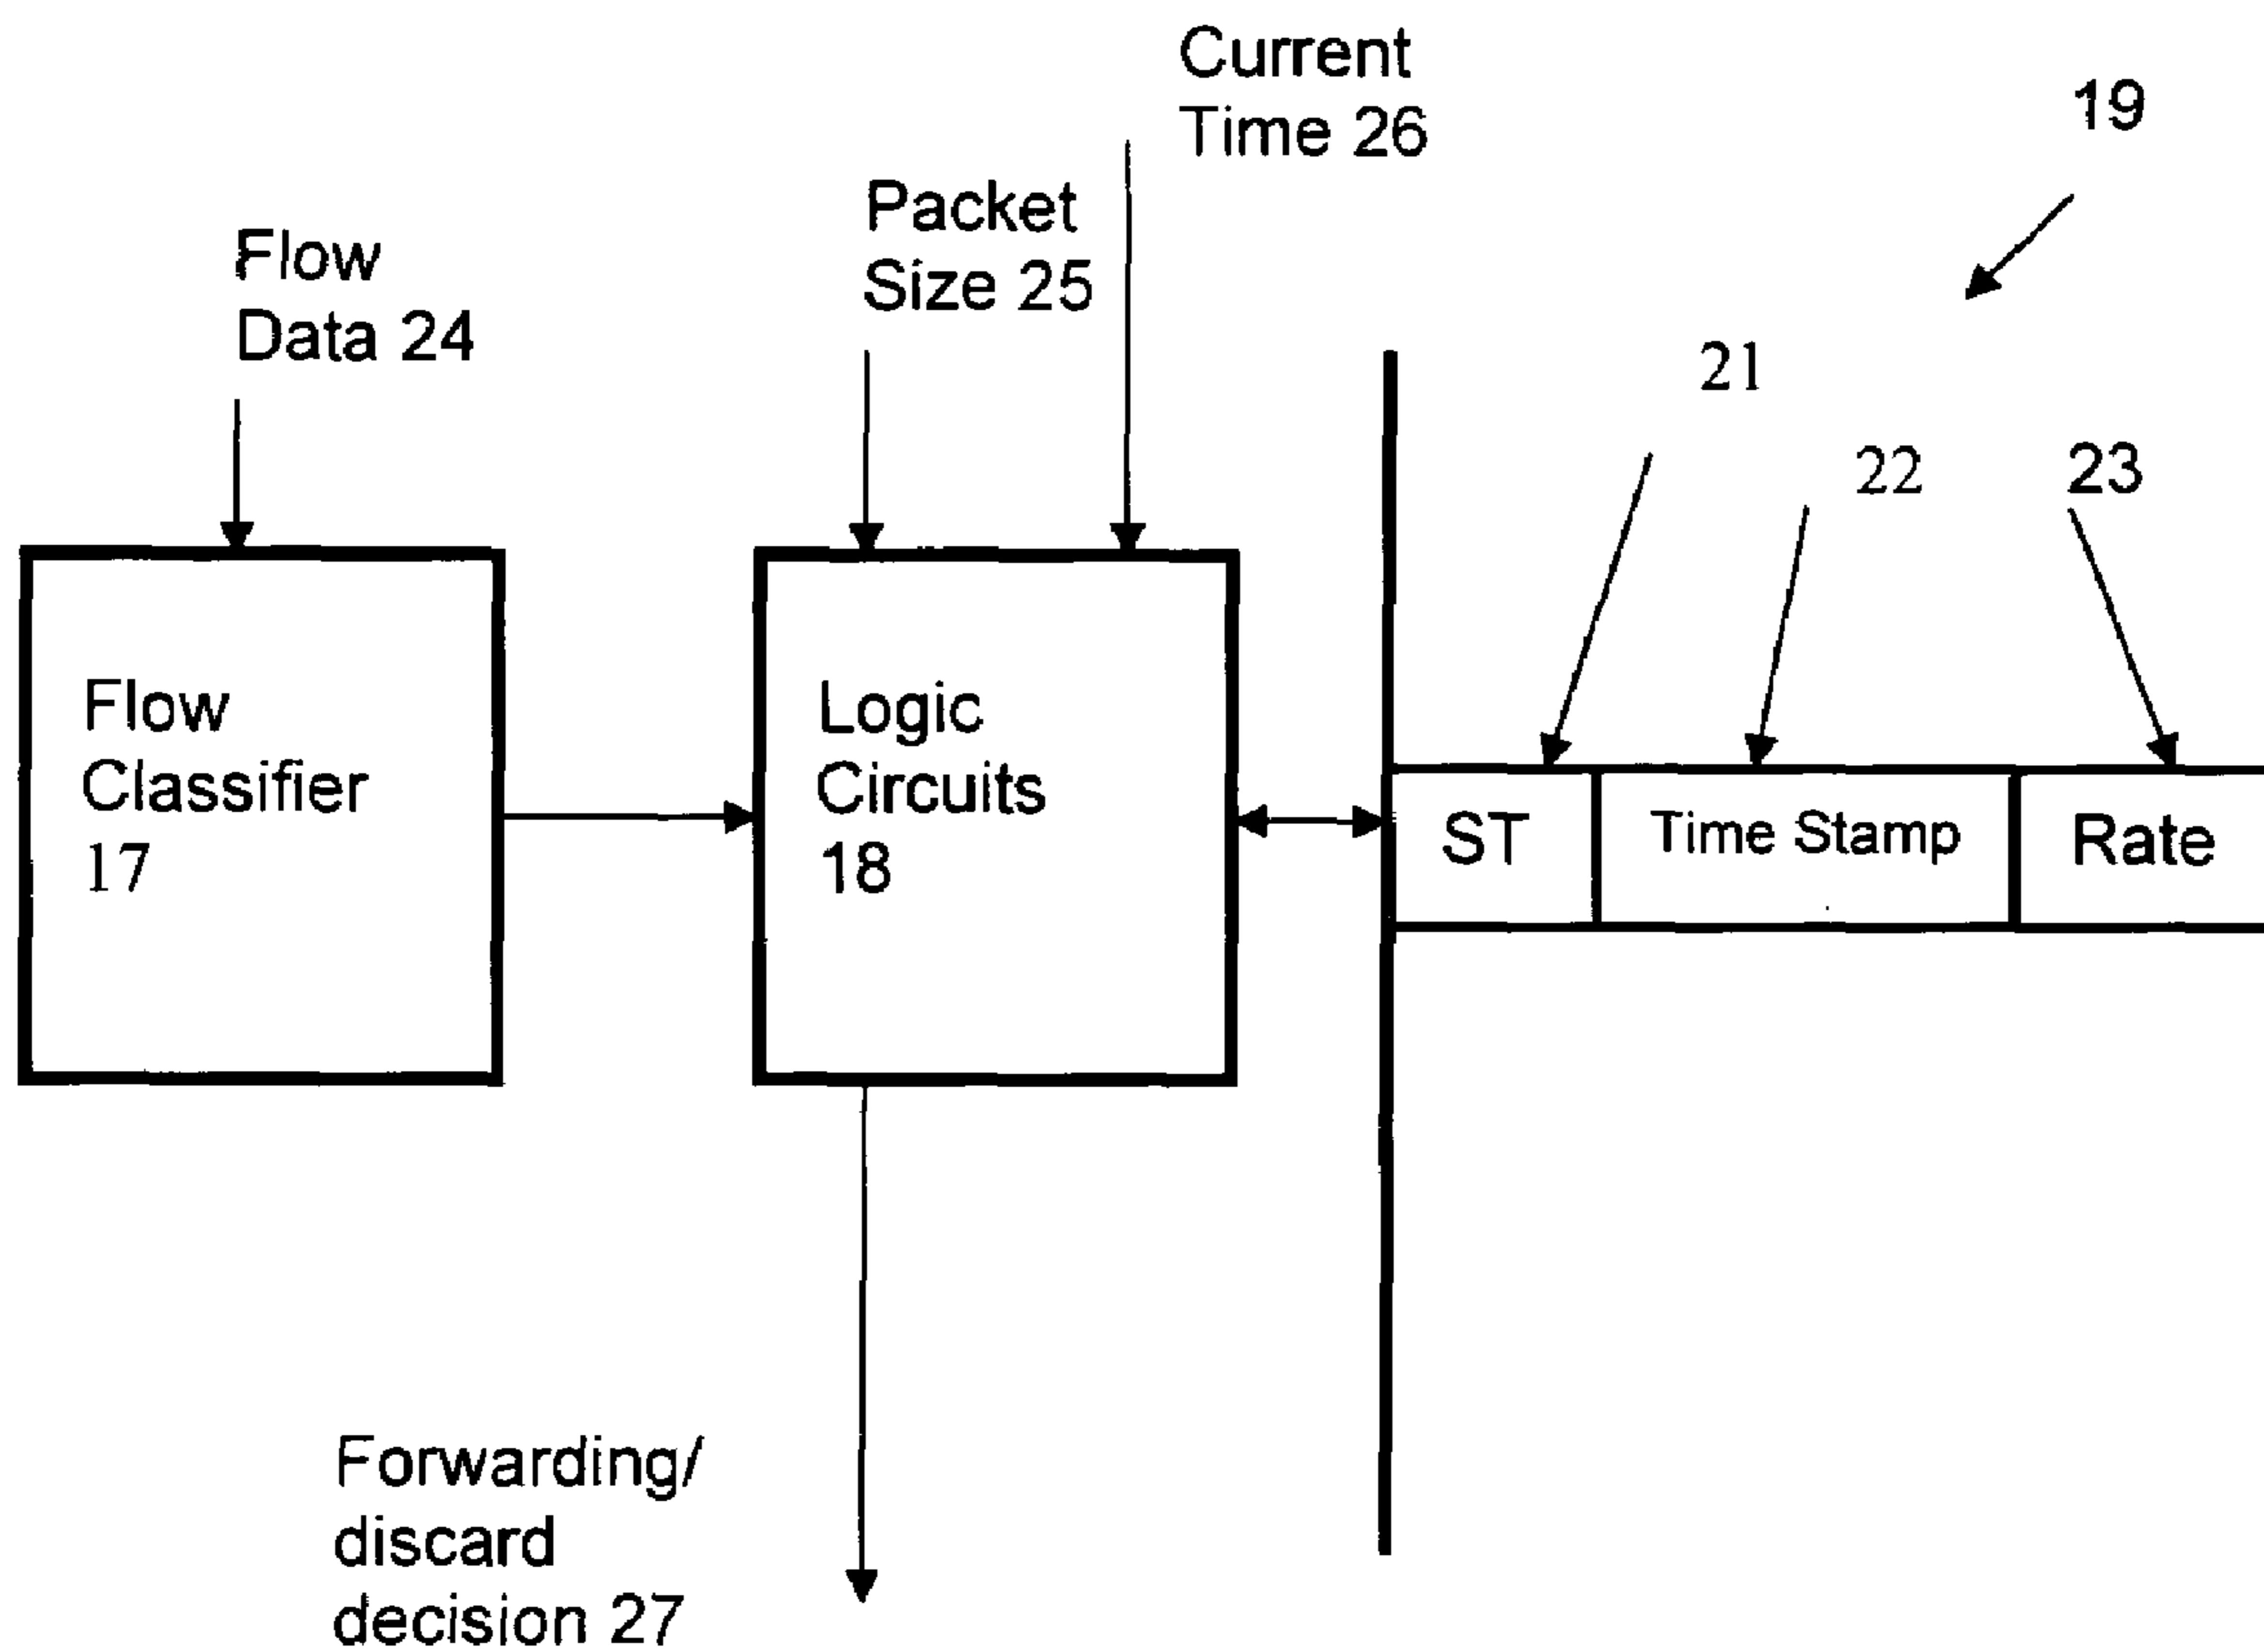 Current
Time 26
19
Packet
Size 25
Flow
Data 24
21
22
23
Flow
Classifier
17
Logic
Circuits
18
ST
Time Stamp
Rate
Forwarding/
discard
decision 27